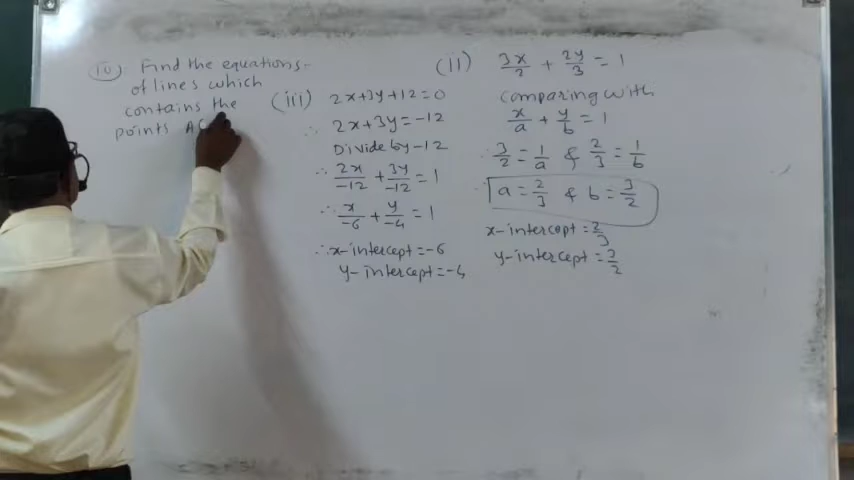 (10) Find the equations
of lines which
contains the
points A(
(iii) 2x+3y+12=0
∴ 2x+3y=-12
Divide by -12
∴ 2x/-12 + 3y/-12 = 1
∴ x/-6 + y/-4 = 1
∴ x-intercept = -6
y-intercept = -4
(ii) 3x/2 + 2y/3 = 1
Comparing with
x/a + y/b = 1
∴ 3/2 = 1/a & 2/3 = 1/b
a = 2/3 & b = 3/2
x-intercept = 2/3
y-intercept = 3/2